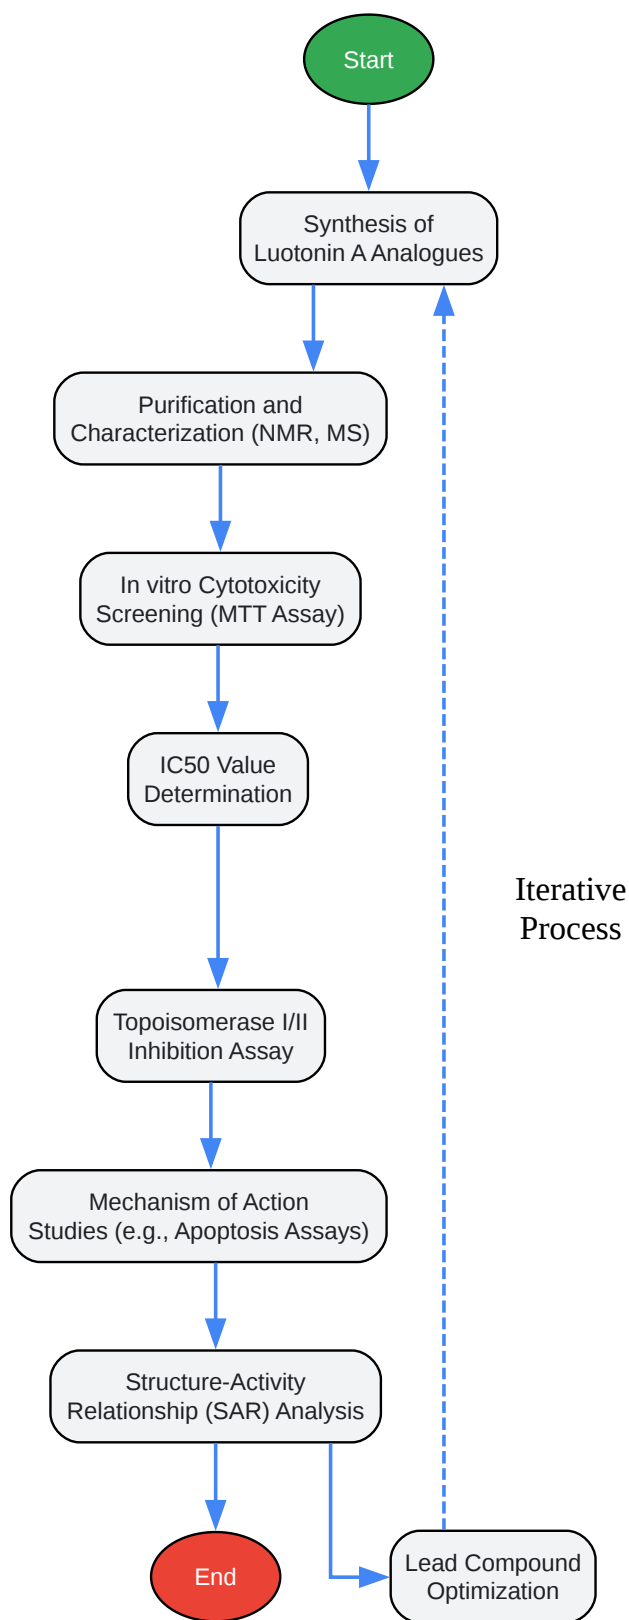 Start
Synthesis of
Luotonin A Analogues
Purification and
Characterization (NMR, MS)
In vitro Cytotoxicity
Screening (MTT Assay)
IC50 Value
Determination
Iterative
Process
Topoisomerase I/II
Inhibition Assay
Mechanism of Action
Studies (e.g., Apoptosis Assays)
Structure-Activity
Relationship (SAR) Analysis
End
Lead Compound
Optimization